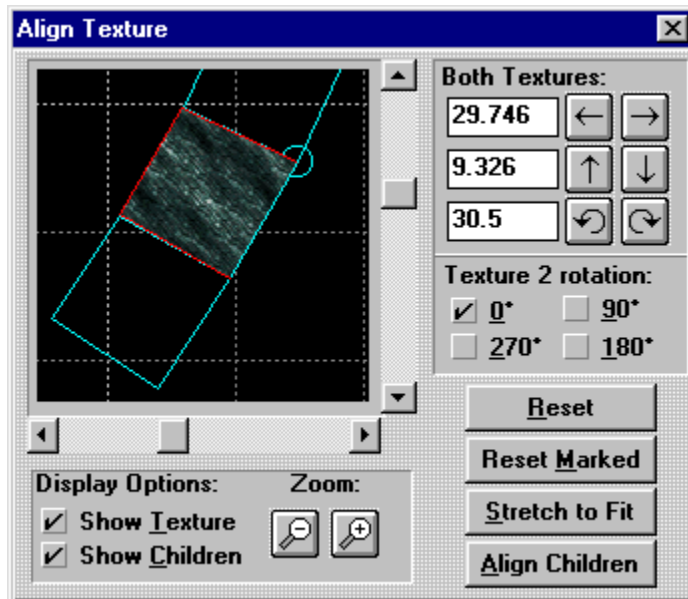 Align Texture
Both Textures:
29.746
9.326
30.5
Texture 2 rotation:
0°
90°
270°
180°
Reset
Reset Marked
Stretch to Fit
Align Children
Display Options:
Zoom:
Show Texture
Show Children